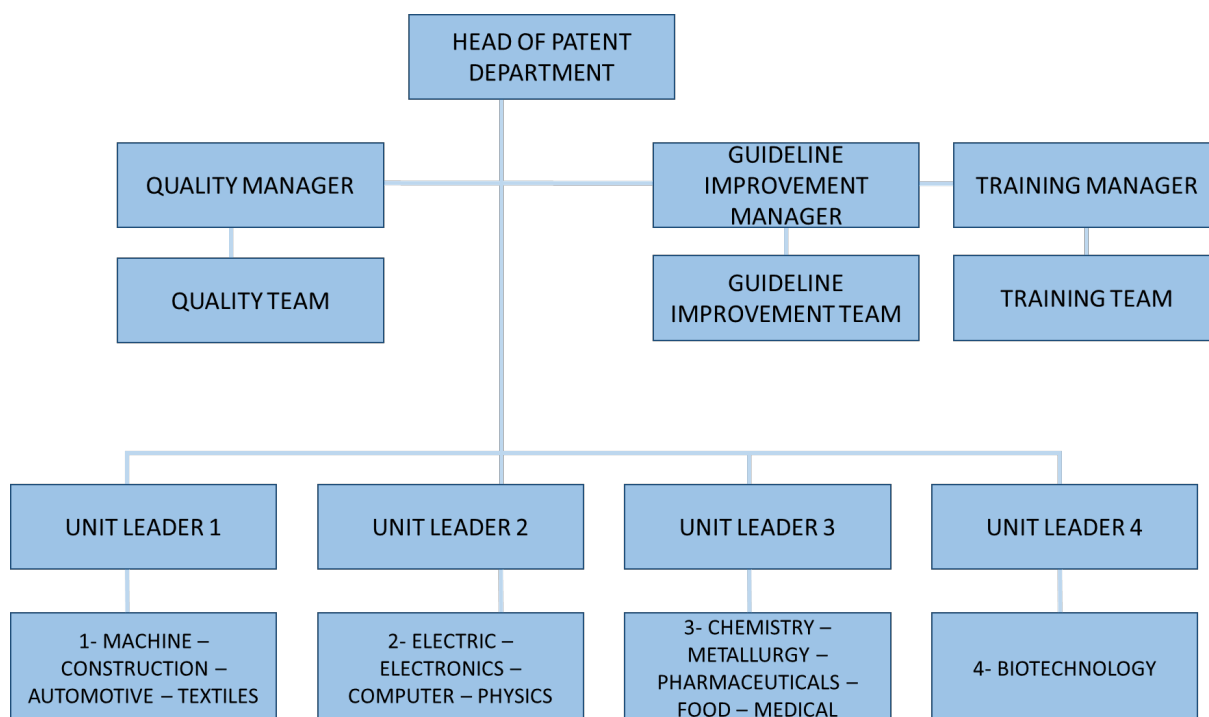 HEAD OF PATENT
DEPARTMENT
QUALITY MANAGER
GUIDELINE
IMPROVEMENT
MANAGER
TRAINING MANAGER
QUALITY TEAM
GUIDELINE
IMPROVEMENT TEAM
TRAINING TEAM
UNIT LEADER 1
UNIT LEADER 2
UNIT LEADER 3
UNIT LEADER 4
1- MACHINE –
CONSTRUCTION –
AUTOMOTIVE – TEXTILES
2- ELECTRIC –
ELECTRONICS –
COMPUTER – PHYSICS
3- CHEMISTRY –
METALLURGY –
PHARMACEUTICALS –
FOOD – MEDICAL
4- BIOTECHNOLOGY